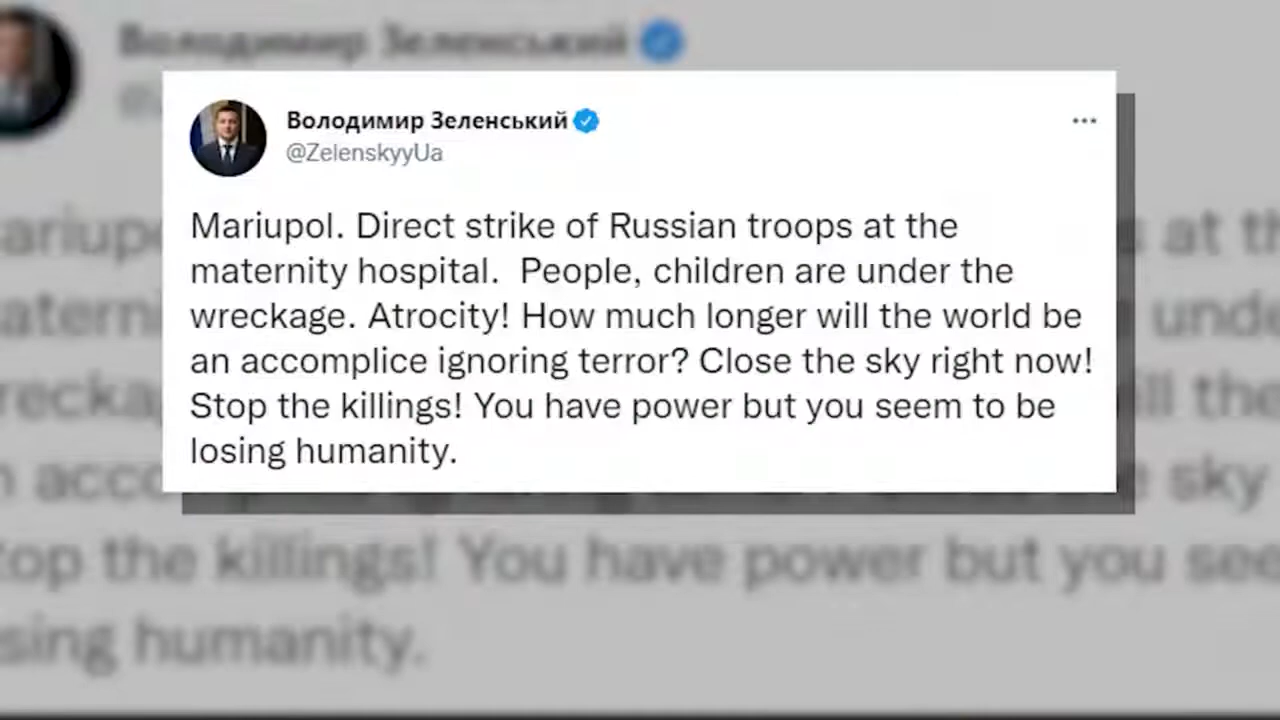 Володимир Зеленський
@ZelenskyyUa
Mariupol. Direct strike of Russian troops at the
maternity hospital.  People, children are under the
wreckage. Atrocity! How much longer will the world be
an accomplice ignoring terror? Close the sky right now!
Stop the killings! You have power but you seem to be
losing humanity.